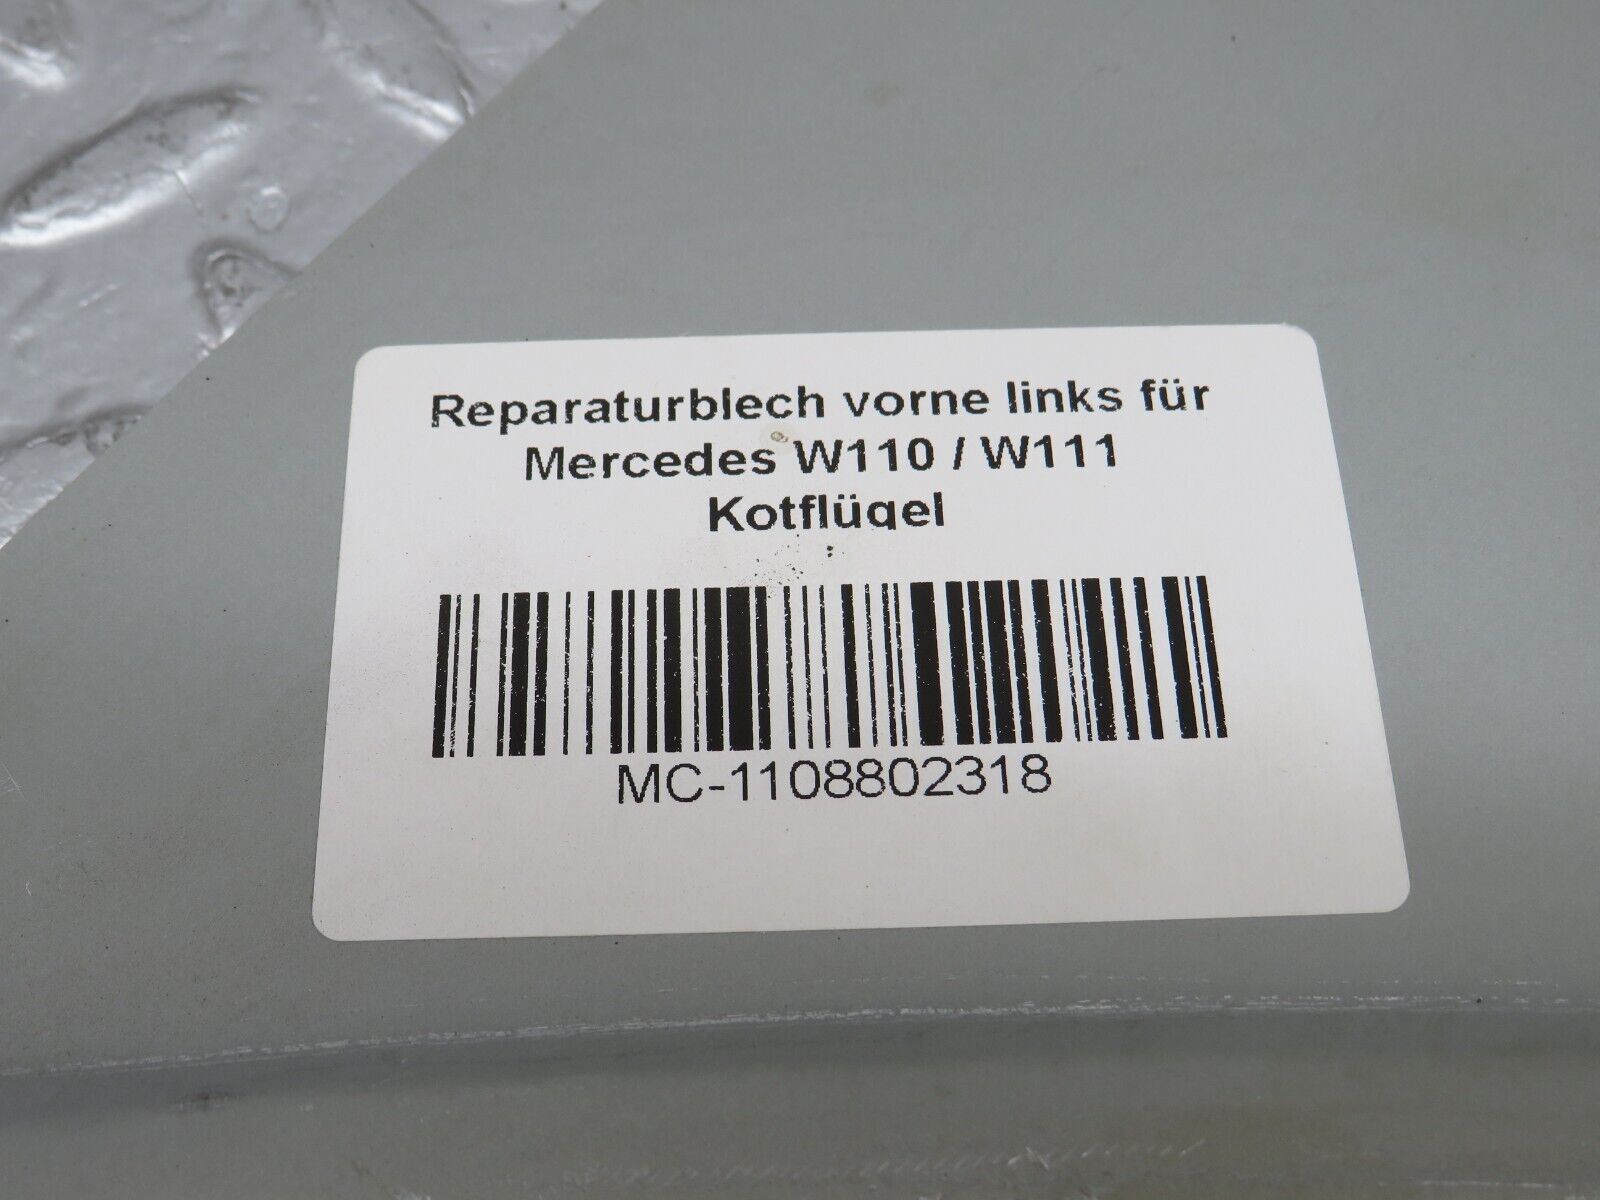 Reparaturblech vorne links für
Mercedes W110 / W111
Kotflügel
MC-1108802318